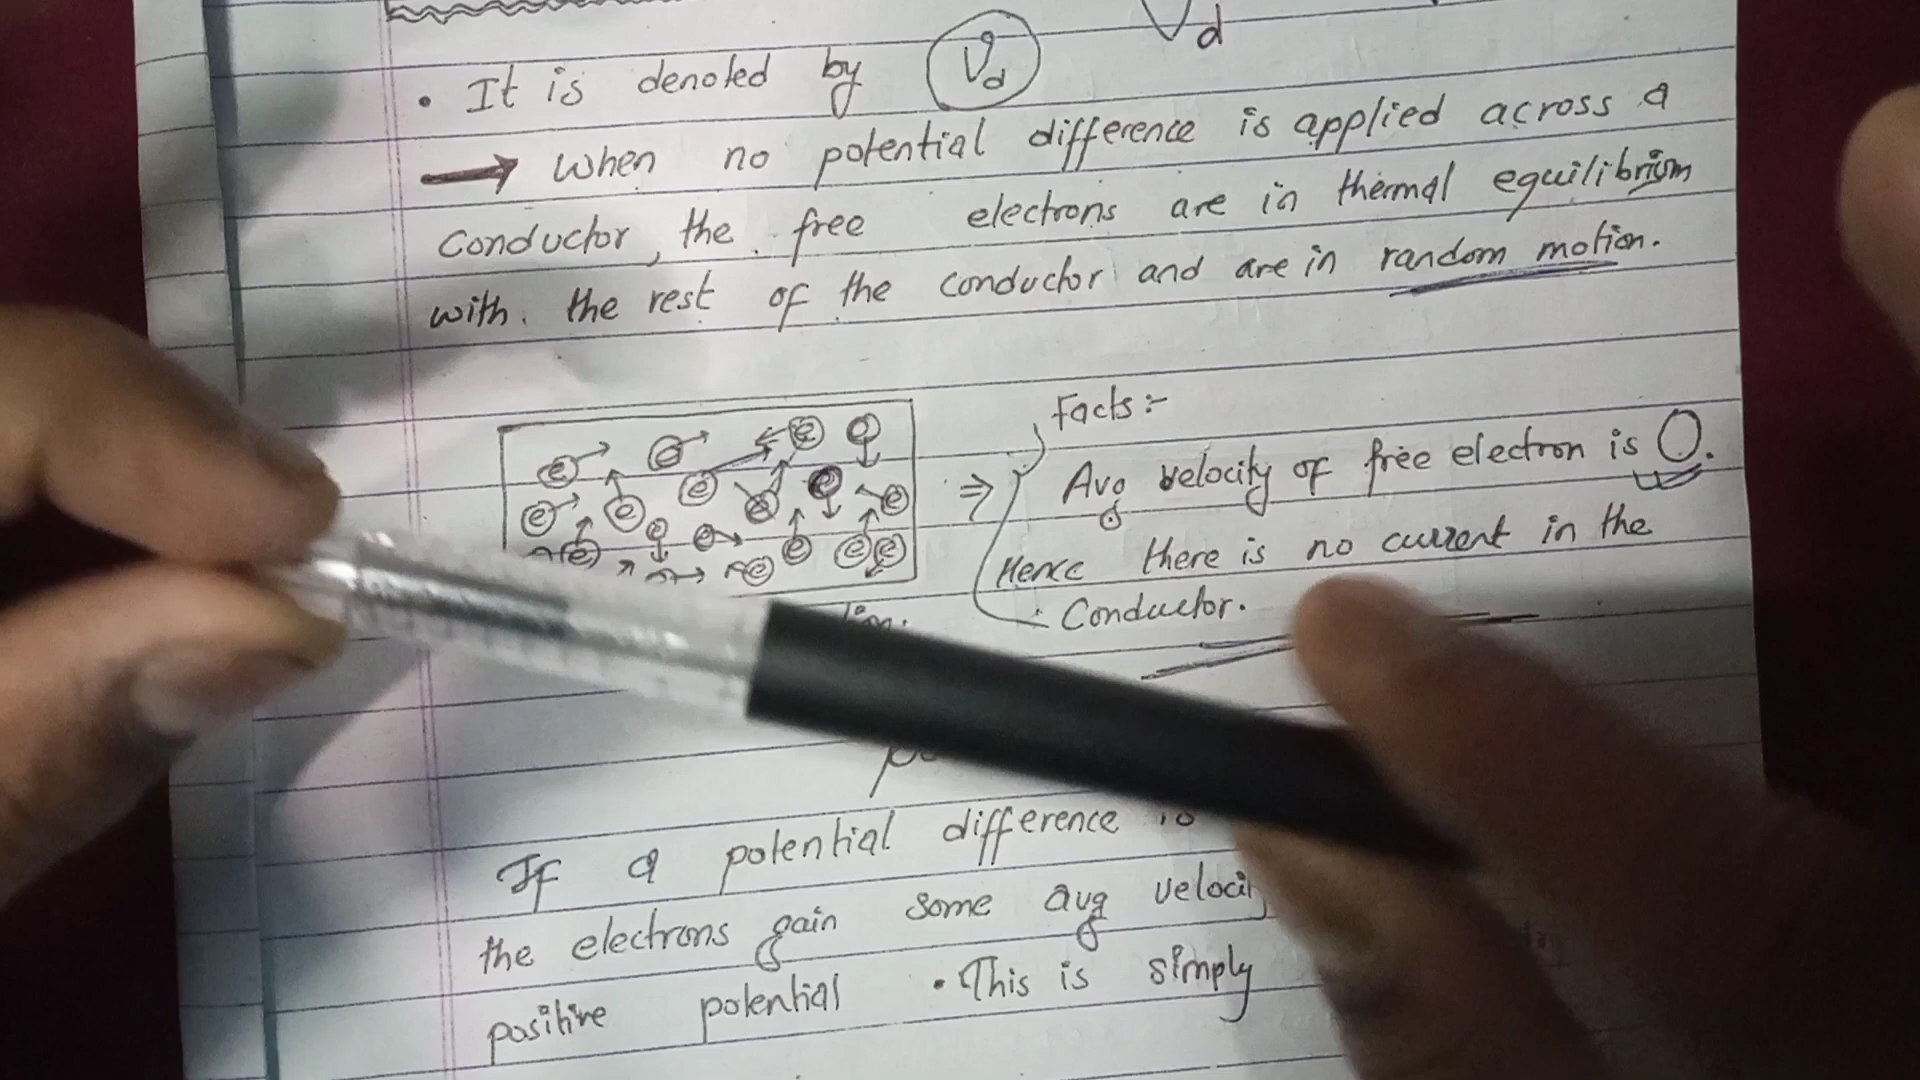 Vd
• It is denoted by Vd
→ When no potential difference is applied across a
conductor, the free electrons are in thermal equilibrium
with the rest of the conductor and are in random motion.
Facts :-
⇒ Avg velocity of free electron is 0.
Hence there is no current in the
Conductor.
If a potential difference
the electrons gain some avg
positive potential • This is simply